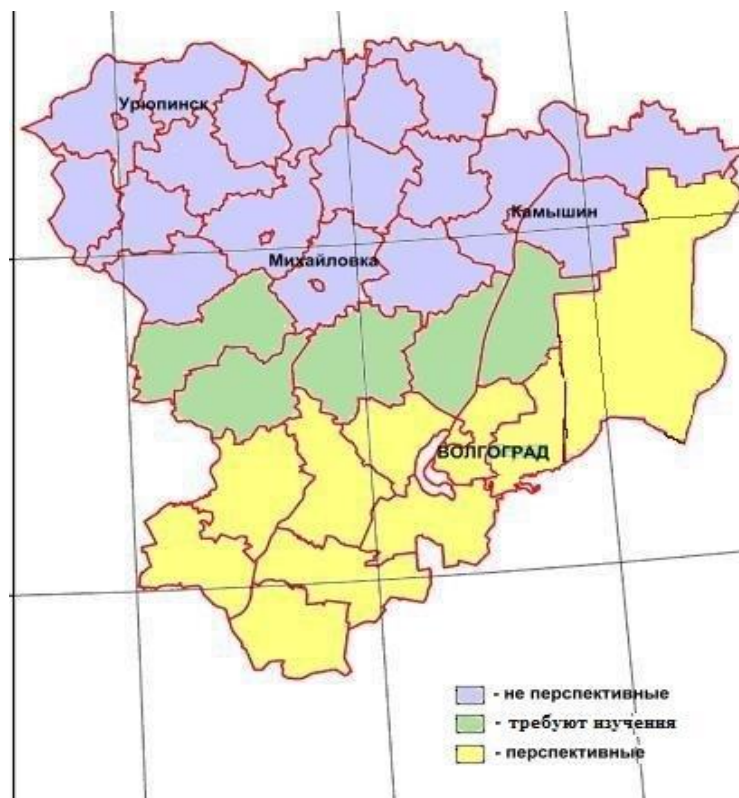 Урюпинск
Камышин
Михайловка
ВОЛГОГРАД
- не перспективные
- требуют изучения
- перспективные